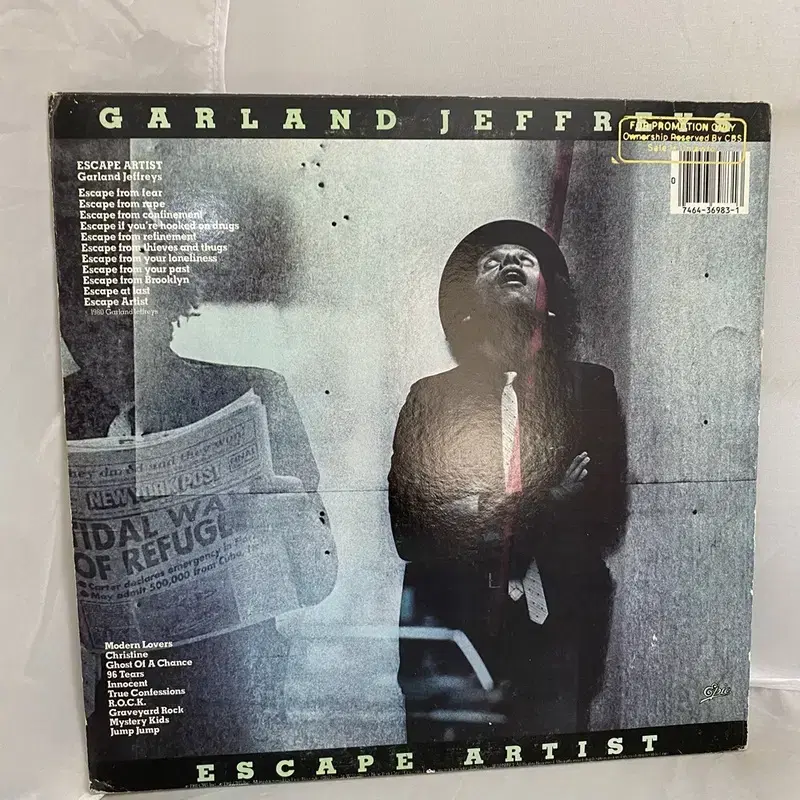 GARLAND JEFFREYS
FOR PROMOTION ONLY
Ownership Reserved By CBS
Sale
0
7464-36983-1
ESCAPE ARTIST
Garland Jeffreys
Escape from fear
Escape from rape
Escape from confinement
Escape if you're hooked on drugs
Escape from refinement
Escape from thieves and thugs
Escape from your loneliness
Escape from your past
Escape from Brooklyn
Escape at last
Escape Artist
1980 Garland Jeffreys
NEW YORK POST
TIDAL WA
OF REFUG
Carter declares emergency in
May admit 500,000 from Cuba,
Modern Lovers
Christine
Ghost Of A Chance
96 Tears
Innocent
True Confessions
R.O.C.K.
Graveyard Rock
Mystery Kids
Jump Jump
Epic
ESCAPE ARTIST